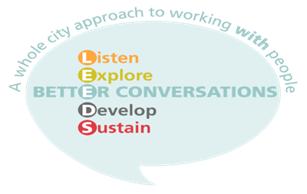 A whole city approach to working with people
Listen
Explore
BETTER CONVERSATIONS
Develop
Sustain